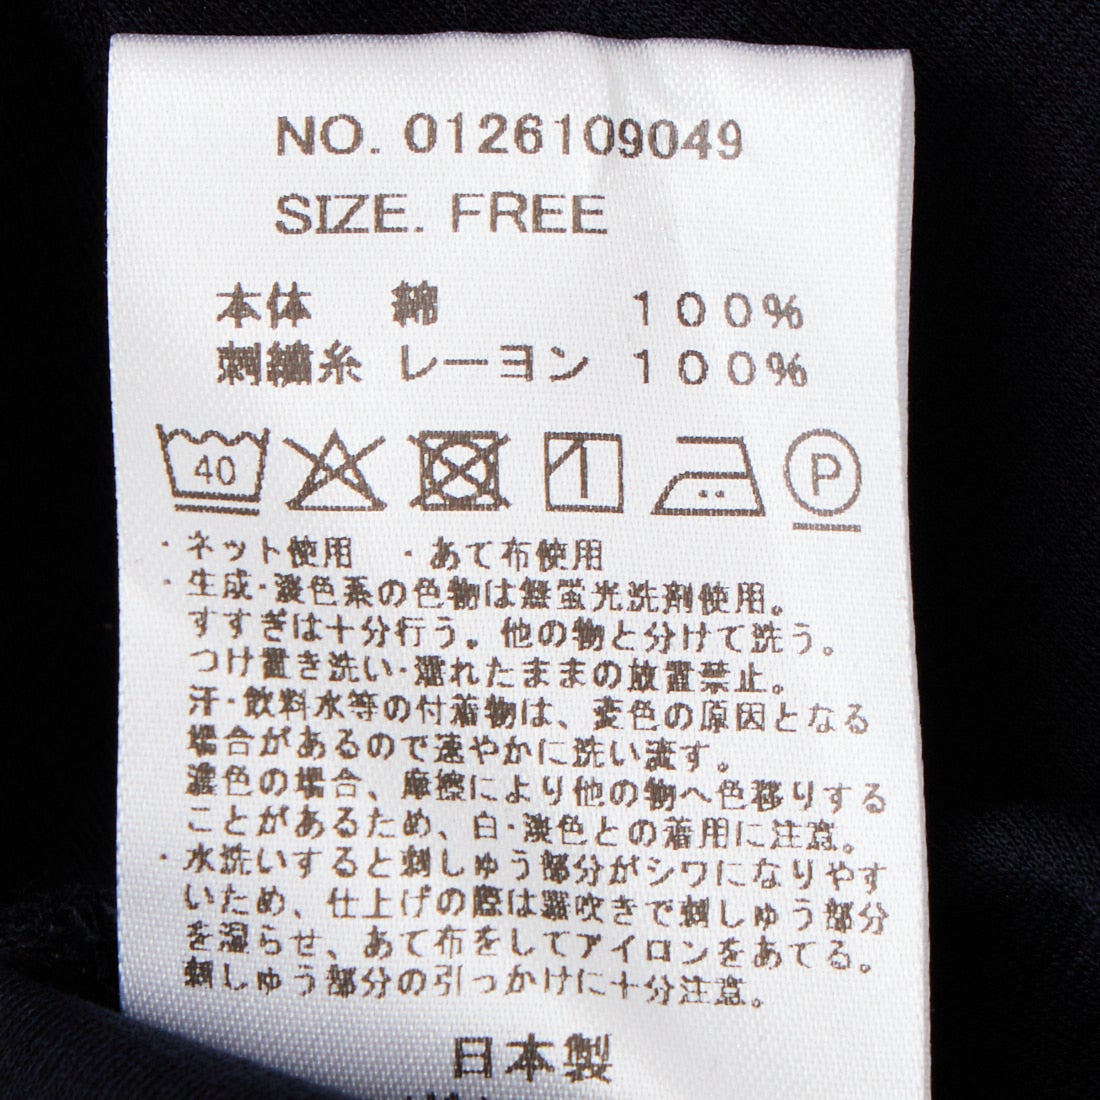 NO. 0126109049
SIZE. FREE
本体 綿 100%
刺繍糸 レーヨン 100%
40 P
・ネット使用 ・あて布使用
・生成・淡色系の色物は無蛍光洗剤使用。
すすぎは十分行う。他の物と分けて洗う。
つけ置き洗い・濡れたままの放置禁止。
汗・飲料水等の付着物は、変色の原因となる
場合があるので速やかに洗い流す。
濃色の場合、摩擦により他の物へ色移りする
ことがあるため、白・淡色との着用に注意。
・水洗いすると刺しゅう部分がシワになりやす
いため、仕上げの際は霧吹きで刺しゅう部分
を湿らせ、あて布をしてアイロンをあてる。
刺しゅう部分の引っかけに十分注意。
日本製